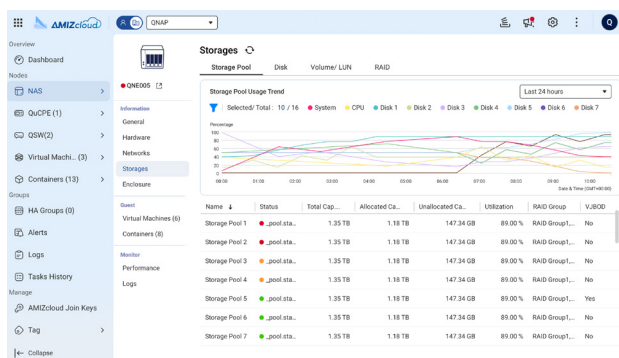 AMIZcloud
QNAP
Q
Overview
Dashboard
Nodes
NAS
QuCPE (1)
QSW(2)
Virtual Machi... (3)
Containers (13)
Groups
HA Groups (0)
Alerts
Logs
Tasks History
Manage
AMIZcloud Join Keys
Tag
Collapse
QNE005
Information
General
Hardware
Networks
Storages
Enclosure
Guest
Virtual Machines (6)
Containers (8)
Monitor
Performance
Logs
Storages
Storage Pool Disk Volume/ LUN RAID
Storage Pool Usage Trend
Last 24 hours
Selected/ Total : 10 / 16 System CPU Disk 1 Disk 2 Disk 3 Disk 4 Disk 5 Disk 6 Disk 7
Percentage
100
80
60
40
20
0
00:00 01:00 02:00 03:00 04:00 05:00 06:00 07:00 08:00 09:00 10:00
Date & Time (GMT+00:00)
Name Status Total Cap... Allocated Ca... Unallocated Ca... Utilization RAID Group VJBOD
Storage Pool 1 _pool.sta... 1.35 TB 1.18 TB 147.34 GB 89.00 % RAID Group1,... No
Storage Pool 2 _pool.sta... 1.35 TB 1.18 TB 147.34 GB 89.00 % RAID Group1,... No
Storage Pool 3 _pool.sta... 1.35 TB 1.18 TB 147.34 GB 89.00 % RAID Group1,... No
Storage Pool 4 _pool.sta... 1.35 TB 1.18 TB 147.34 GB 89.00 % RAID Group1,... No
Storage Pool 5 _pool.sta... 1.35 TB 1.18 TB 147.34 GB 89.00 % RAID Group1,... Yes
Storage Pool 6 _pool.sta... 1.35 TB 1.18 TB 147.34 GB 89.00 % RAID Group1,... No
Storage Pool 7 _pool.sta... 1.35 TB 1.18 TB 147.34 GB 89.00 % RAID Group1,... No